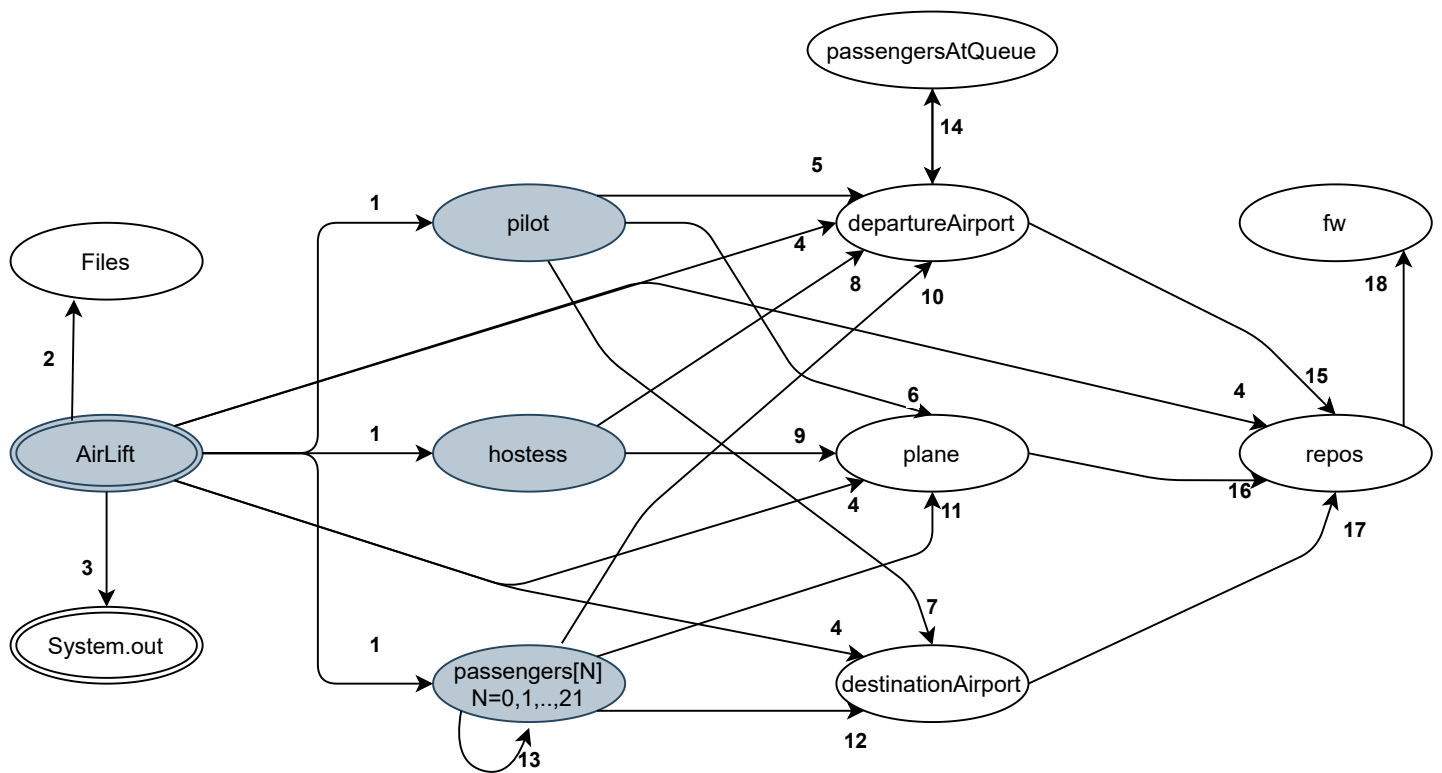 passengersAtQueue
14
5
1
pilot
departureAirport
fw
4
Files
8
10
18
2
15
6
4
1
9
AirLift
hostess
plane
repos
4
11
16
17
3
7
1
4
System.out
passengers[N]
N=0,1,..,21
destinationAirport
12
13